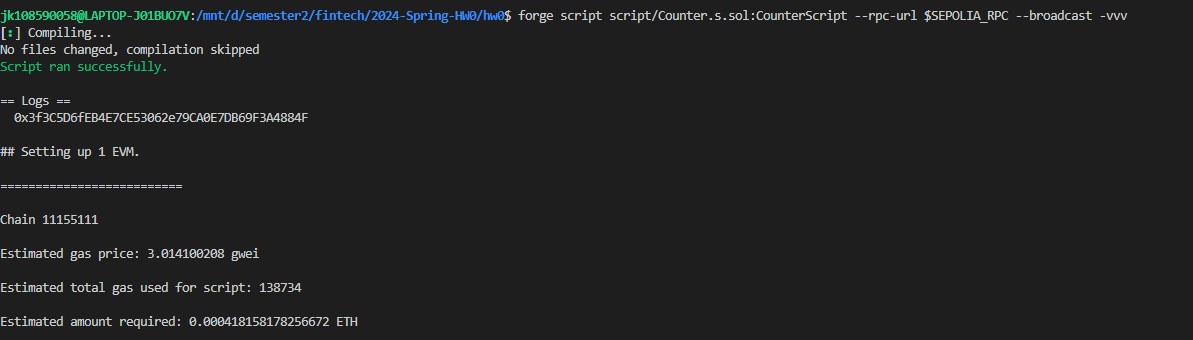 jk108590058@LAPTOP-J01BUO7V:/mnt/d/semester2/fintech/2024-Spring-HW0/hw0$ forge script script/Counter.s.sol:CounterScript --rpc-url $SEPOLIA_RPC --broadcast -vvv
[⠃] Compiling...
No files changed, compilation skipped
Script ran successfully.
== Logs ==
0x3f3C5D6fEB4E7CE53062e79CA0E7DB69F3A4884F
## Setting up 1 EVM.
==========================
Chain 11155111
Estimated gas price: 3.014100208 gwei
Estimated total gas used for script: 138734
Estimated amount required: 0.000418158178256672 ETH